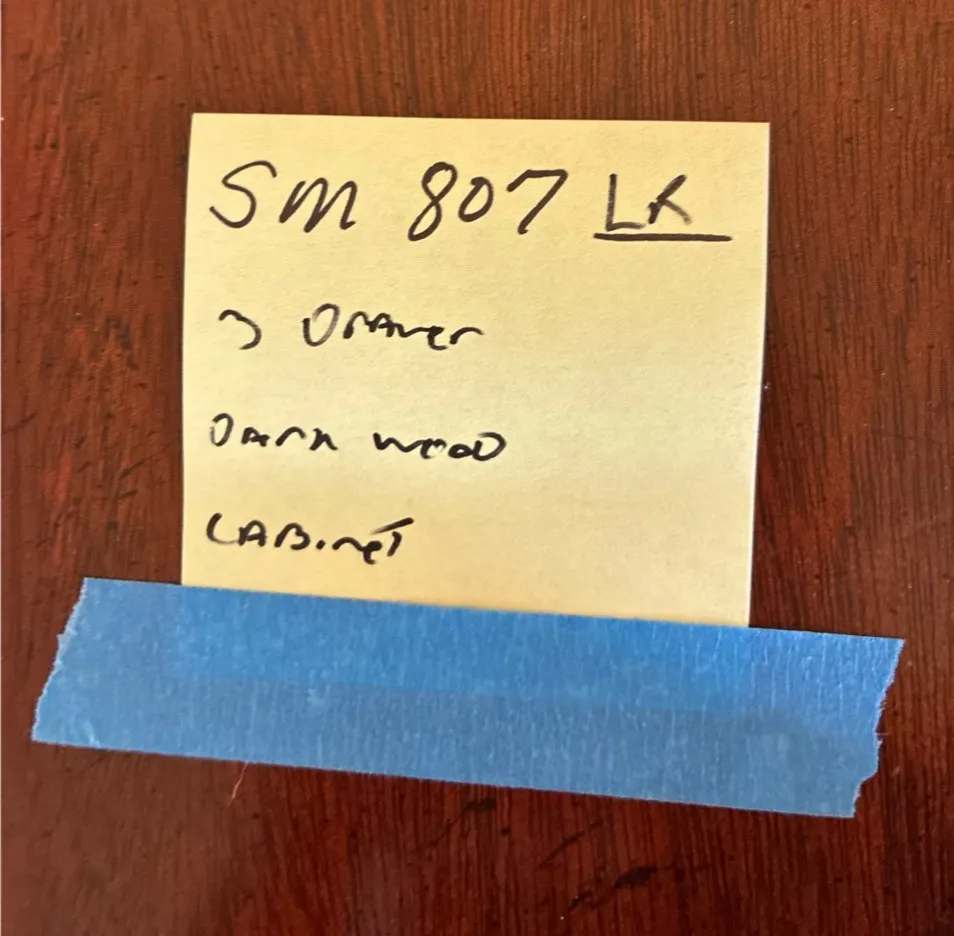 SM 807 LR
3 DRAWER
DARK WOOD
CABINET